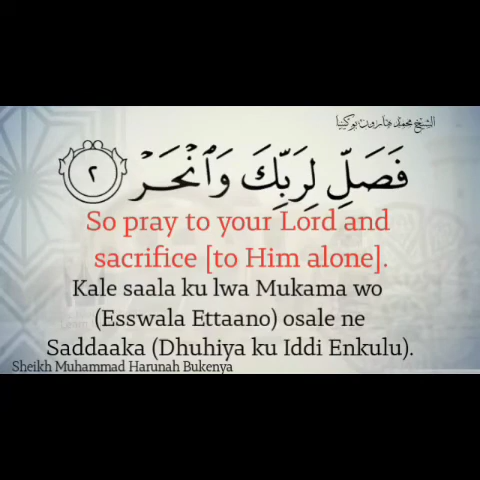 الشيخ محمد هارون بوكينيا
فَصَلِّ لِرَبِّكَ وَٱنْحَرْ ٢
So pray to your Lord and
sacrifice [to Him alone].
Kale saala ku lwa Mukama wo
(Esswala Ettaano) osale ne
Saddaaka (Dhuhiya ku Iddi Enkulu).
Sheikh Muhammad Harunah Bukenya